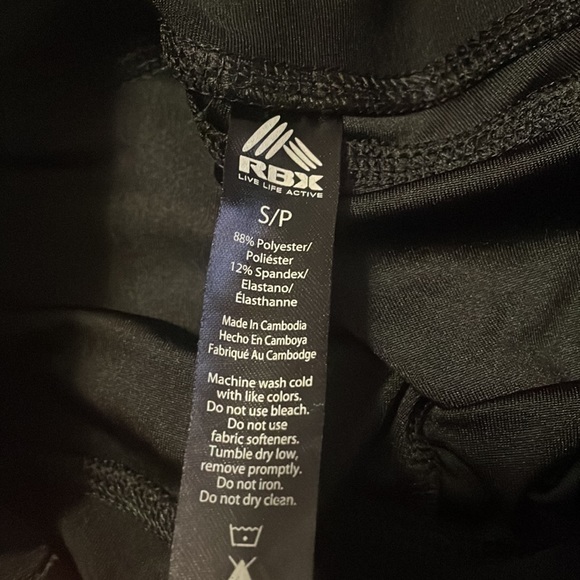 RBX
LIVE LIFE ACTIVE
S/P
88% Polyester/
Poliéster
12% Spandex/
Elastano/
Élasthanne
Made In Cambodia
Hecho En Camboya
Fabriqué Au Cambodge
Machine wash cold
with like colors.
Do not use bleach.
Do not use
fabric softeners.
Tumble dry low,
remove promptly.
Do not iron.
Do not dry clean.